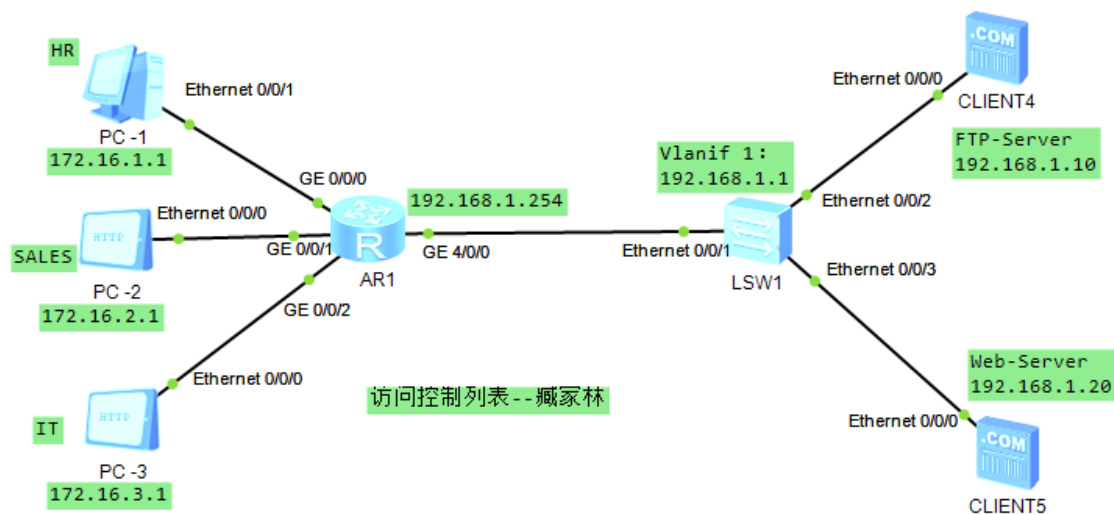 HR
Ethernet 0/0/1
PC -1
172.16.1.1
GE 0/0/0
HTTP
Ethernet 0/0/0
SALES
GE 0/0/1
PC -2
172.16.2.1
GE 0/0/2
R
AR1
192.168.1.254
GE 4/0/0
HTTP
Ethernet 0/0/0
IT
PC -3
172.16.3.1
访问控制列表--臧冢林
Vlanif 1:
192.168.1.1
Ethernet 0/0/1
LSW1
Ethernet 0/0/2
Ethernet 0/0/3
.COM
Ethernet 0/0/0
CLIENT4
FTP-Server
192.168.1.10
Web-Server
192.168.1.20
Ethernet 0/0/0
.COM
CLIENT5